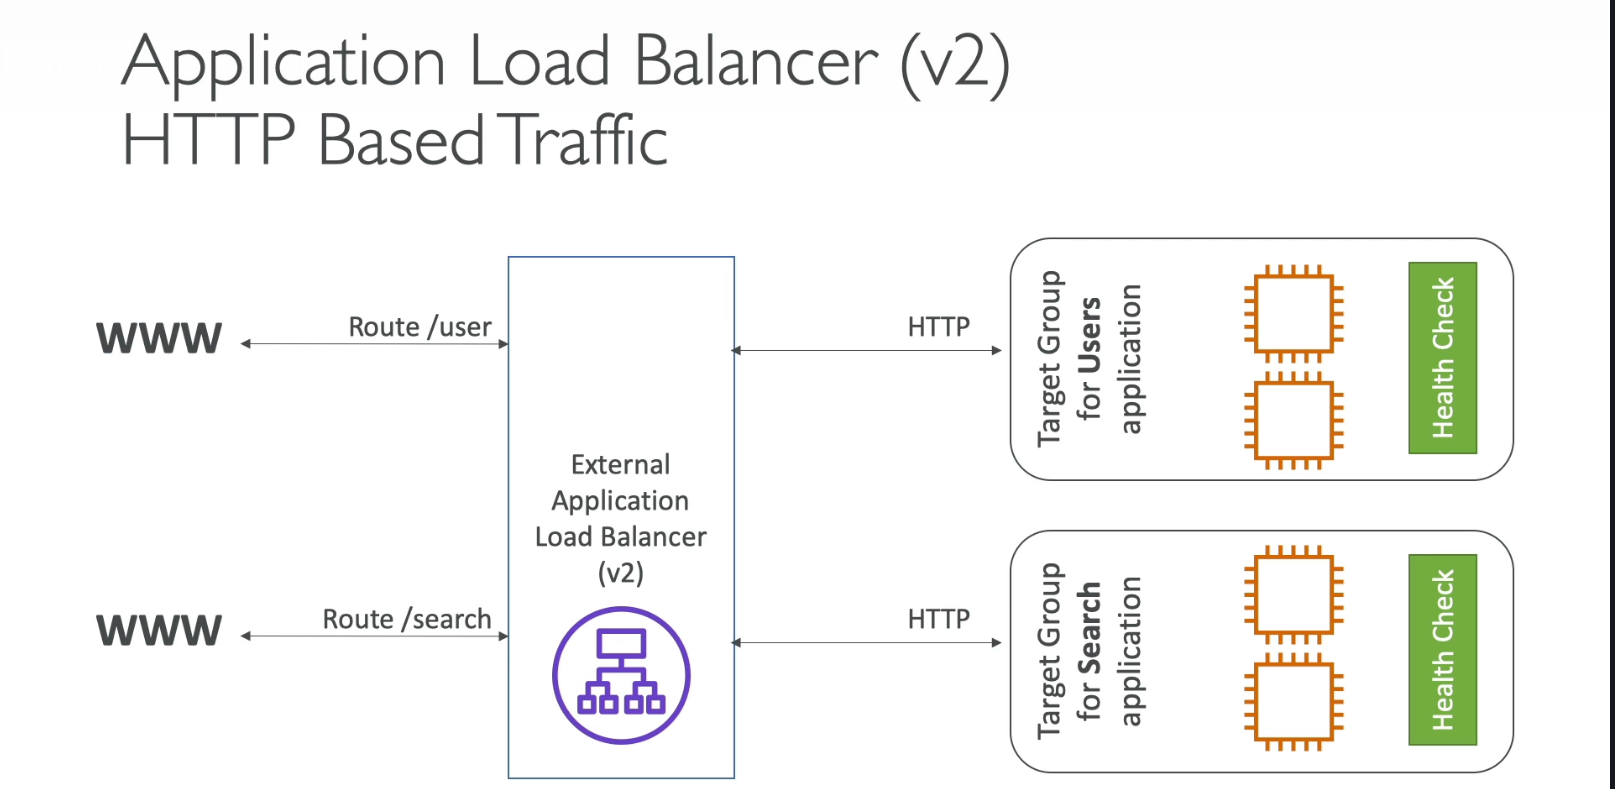 Application Load Balancer (v2)
HTTP Based Traffic
WWW
Route /user
HTTP
Target Group
for Users
application
Health Check
External
Application
Load Balancer
(v2)
WWW
Route /search
HTTP
Target Group
for Search
application
Health Check